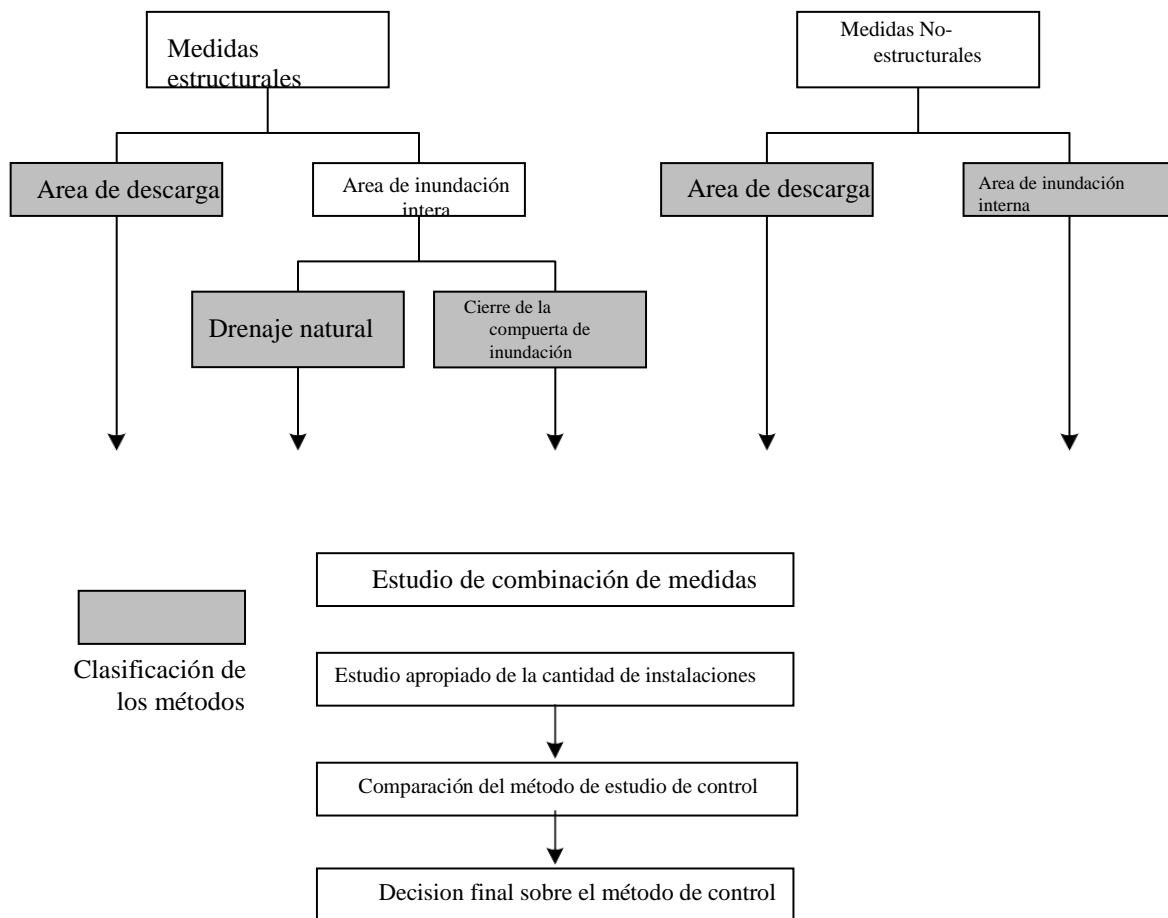 Medidas
estructurales
Medidas No-
estructurales
Area de descarga
Area de inundación
intera
Area de descarga
Area de inundación
interna
Drenaje natural
Cierre de la
compuerta de
inundación
Estudio de combinación de medidas
Clasificación de
los métodos
Estudio apropiado de la cantidad de instalaciones
Comparación del método de estudio de control
Decision final sobre el método de control